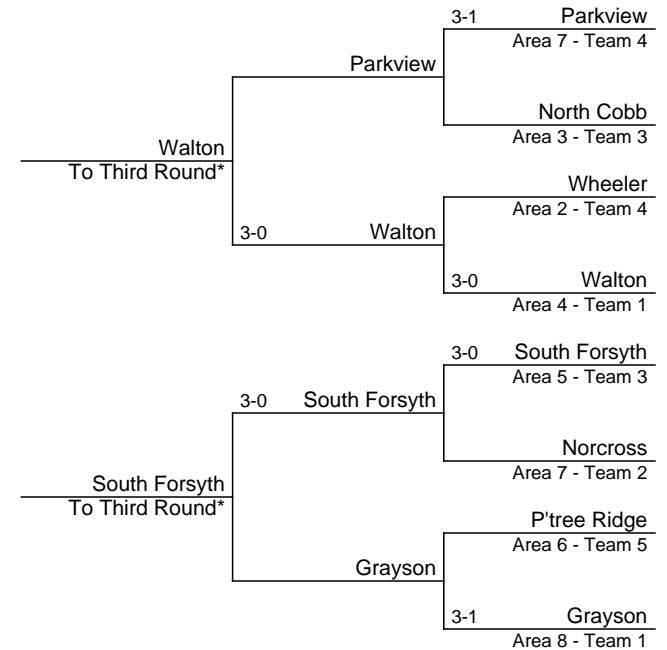 3-1 Parkview
Area 7 - Team 4
Parkview
North Cobb
Area 3 - Team 3
Walton
To Third Round*
Wheeler
Area 2 - Team 4
3-0 Walton
3-0 Walton
Area 4 - Team 1
3-0 South Forsyth
Area 5 - Team 3
3-0 South Forsyth
Norcross
Area 7 - Team 2
South Forsyth
To Third Round*
P'tree Ridge
Area 6 - Team 5
Grayson
3-1 Grayson
Area 8 - Team 1